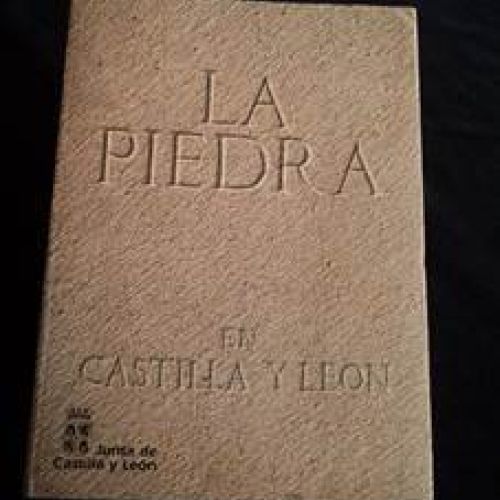 LA
PIEDRA
EN
CASTILLA Y LEON
Junta de
Castilla y León